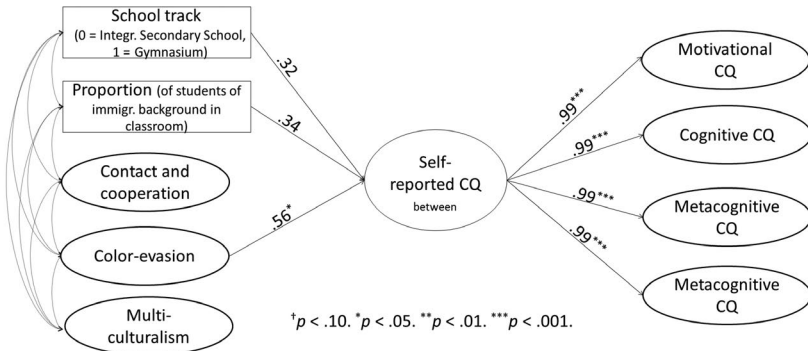 School track
(0 = Integr. Secondary School,
1 = Gymnasium)
Proportion (of students of
immigr. background in
classroom)
Contact and
cooperation
Color-evasion
Multi-
culturalism
.32
.34
.56*
Self-
reported CQ
between
.99***
.99***
.99***
.99***
Motivational
CQ
Cognitive CQ
Metacognitive
CQ
Metacognitive
CQ
†p < .10. *p < .05. **p < .01. ***p < .001.